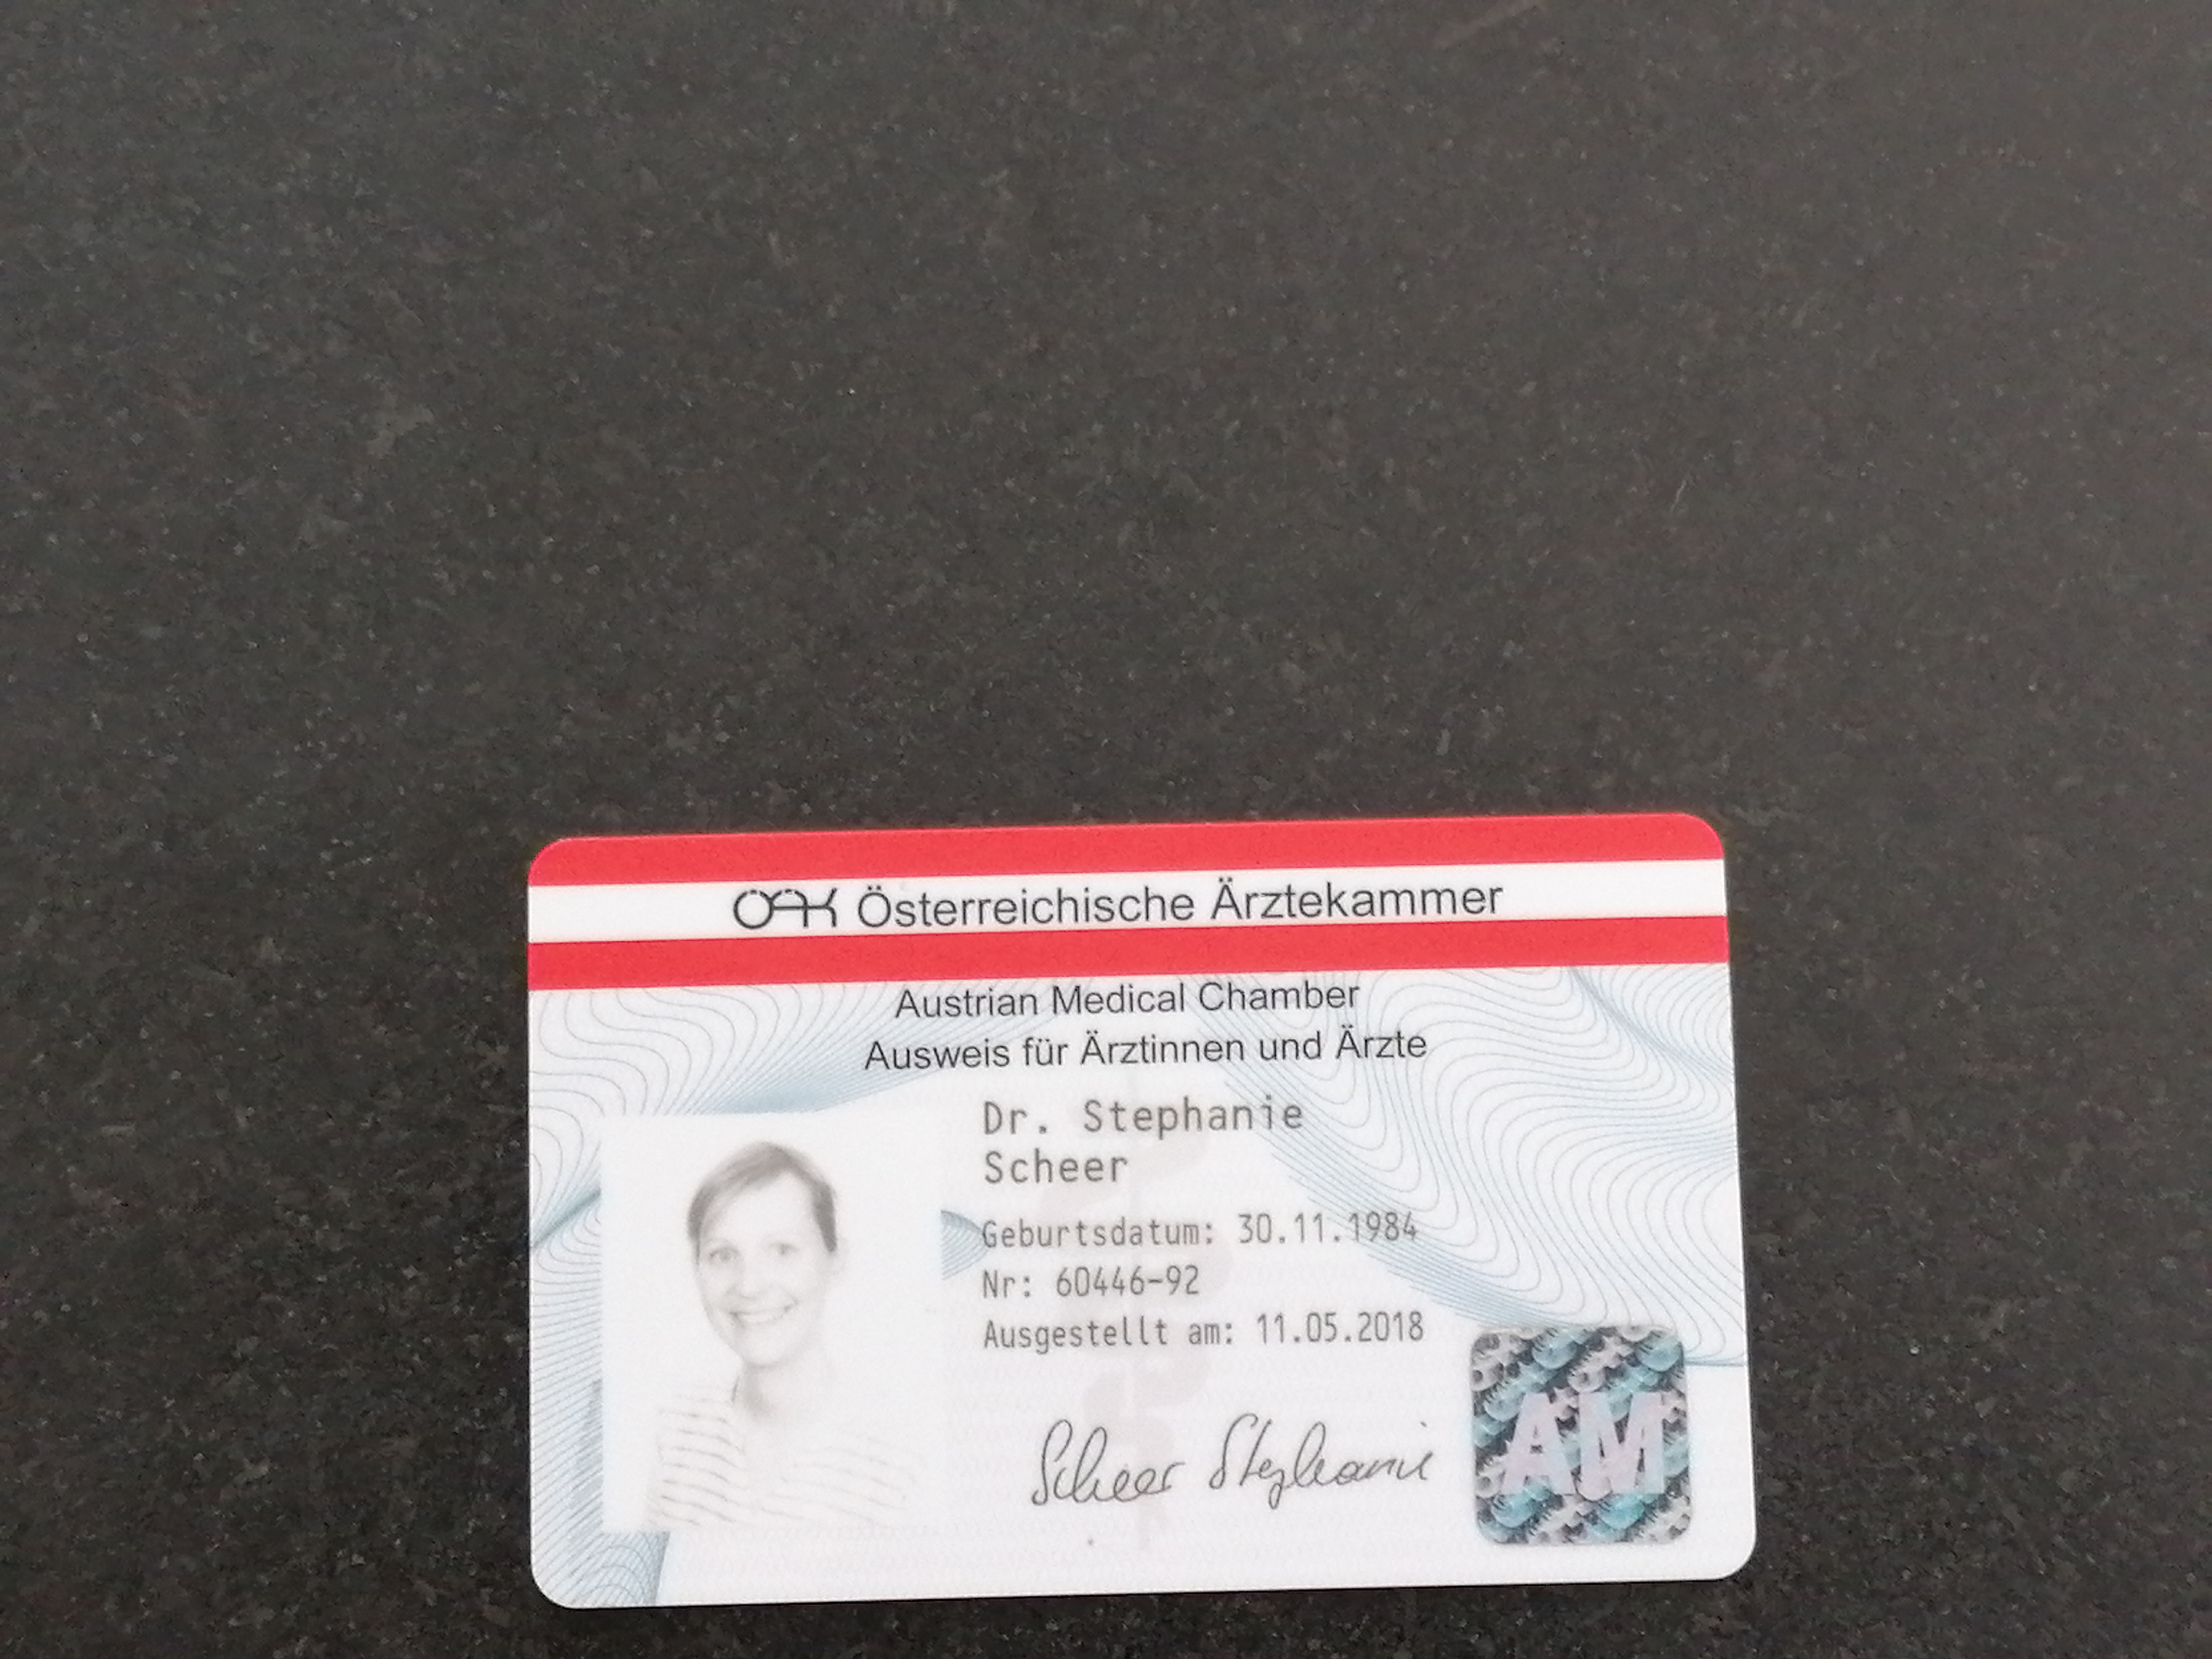 ÖÄK Österreichische Ärztekammer
Austrian Medical Chamber
Ausweis für Ärztinnen und Ärzte
Dr. Stephanie
Scheer
Geburtsdatum: 30.11.1984
Nr: 60446-92
Ausgestellt am: 11.05.2018
Scheer Stephanie
AM